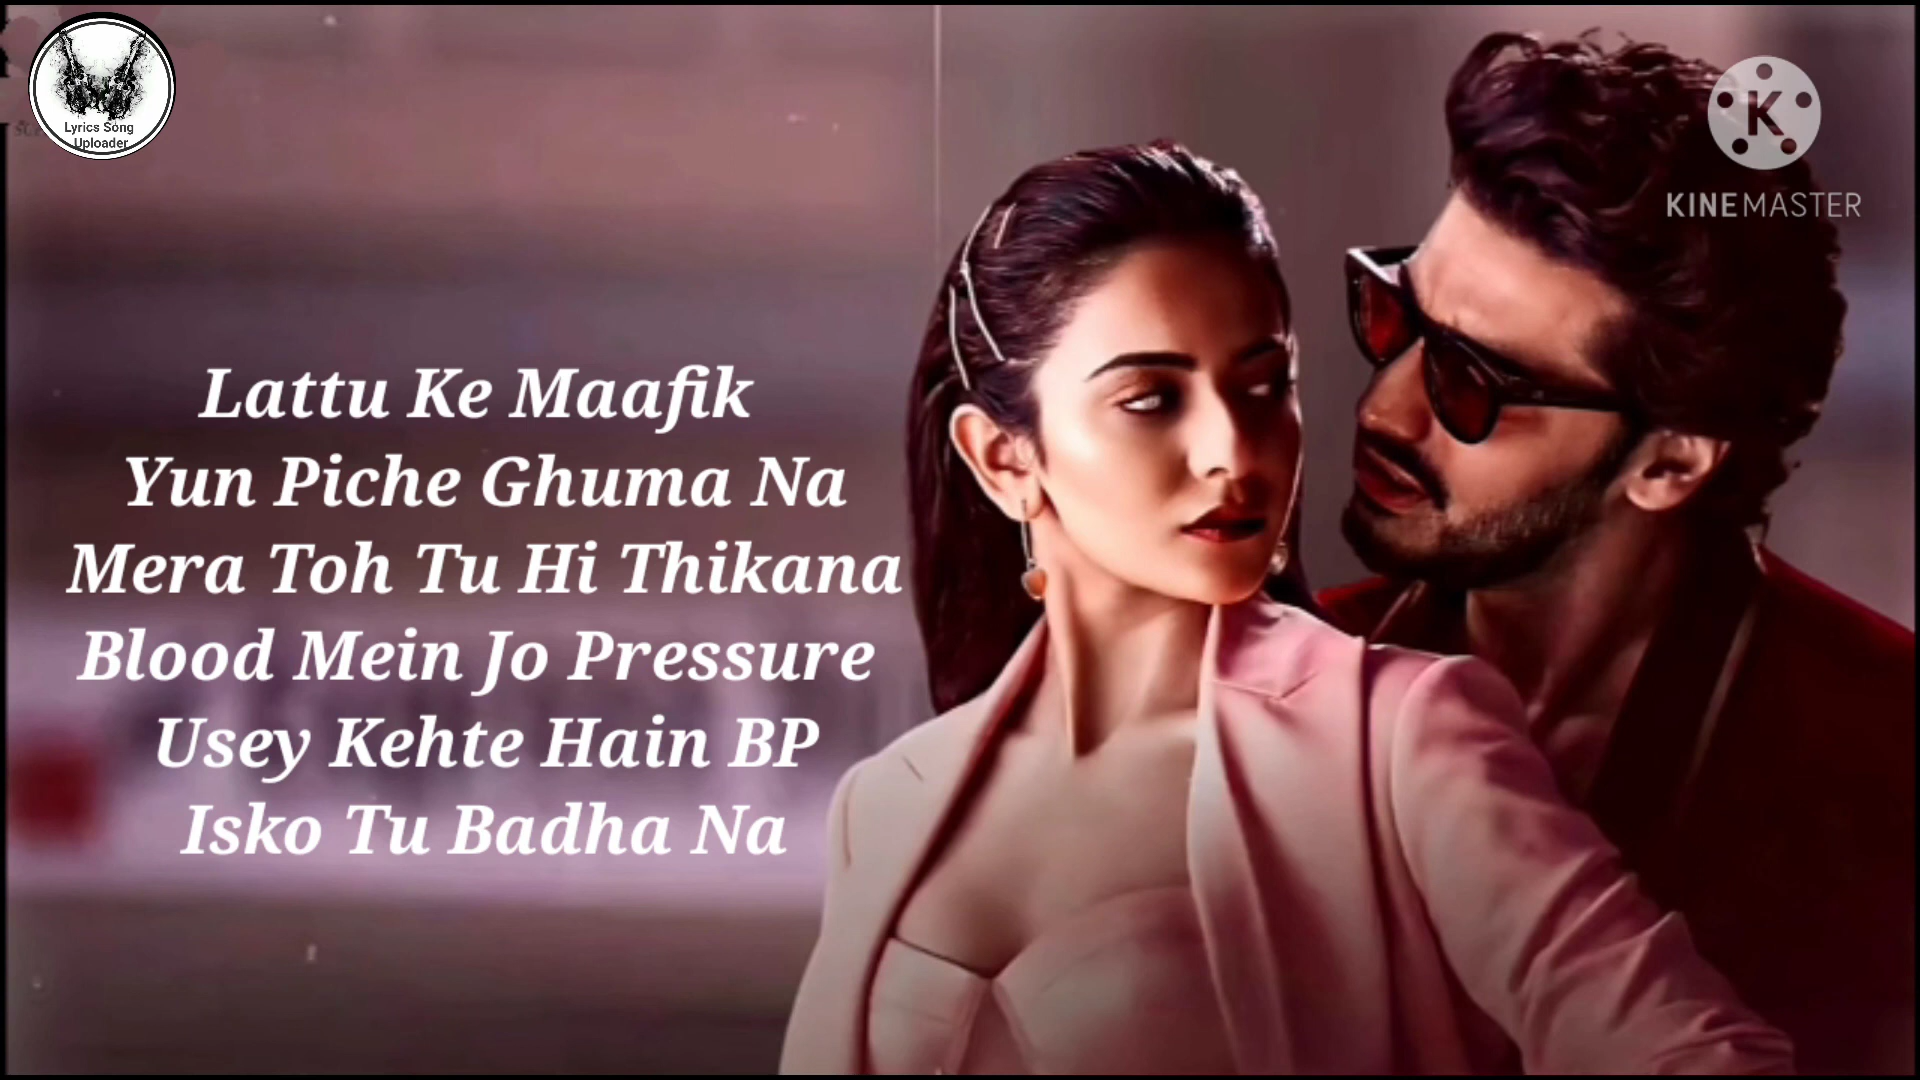 Lyrics Song
Uploader
K
KINEMASTER
Lattu Ke Maafik
Yun Piche Ghuma Na
Mera Toh Tu Hi Thikana
Blood Mein Jo Pressure
Usey Kehte Hain BP
Isko Tu Badha Na